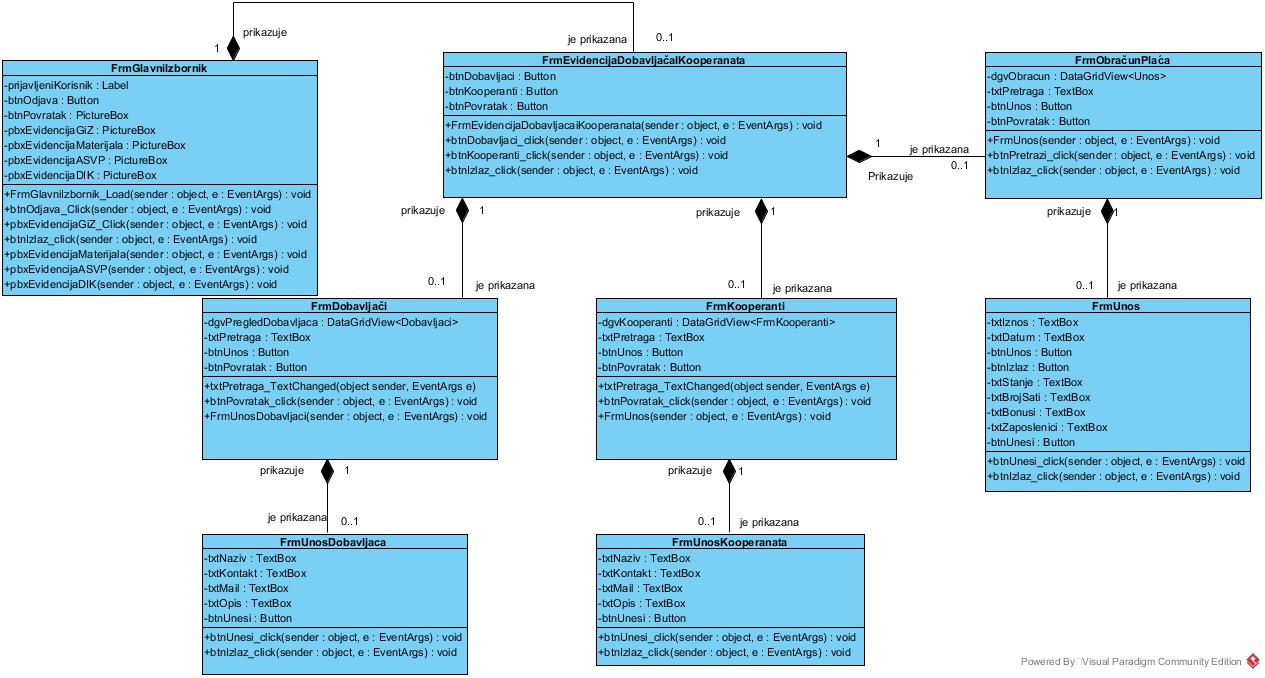 prikazuje
1
je prikazana
0..1
FrmGlavniIzbornik
-prijavljeniKorisnik : Label
-btnOdjava : Button
-btnPovratak : PictureBox
-pbxEvidencijaGiZ : PictureBox
-pbxEvidencijaMaterijala : PictureBox
-pbxEvidencijaASVP : PictureBox
-pbxEvidencijaDIK : PictureBox
+FrmGlavniIzbornik_Load(sender : object, e : EventArgs) : void
+btnOdjava_Click(sender : object, e : EventArgs) : void
+pbxEvidencijaGiZ_Click(sender : object, e : EventArgs) : void
+btnIzlaz_click(sender : object, e : EventArgs) : void
+pbxEvidencijaMaterijala(sender : object, e : EventArgs) : void
+pbxEvidencijaASVP(sender : object, e : EventArgs) : void
+pbxEvidencijaDIK(sender : object, e : EventArgs) : void
FrmEvidencijaDobavljačaIKooperanata
-btnDobavljaci : Button
-btnKooperanti : Button
-btnPovratak : Button
+FrmEvidencijaDobavljacaiKooperanata(sender : object, e : EventArgs) : void
+btnDobavljaci_click(sender : object, e : EventArgs) : void
+btnKooperanti_click(sender : object, e : EventArgs) : void
+btnIzlaz_click(sender : object, e : EventArgs) : void
1
je prikazana
0..1
Prikazuje
FrmObračunPlaća
-dgvObracun : DataGridView<Unos>
-txtPretraga : TextBox
-btnUnos : Button
-btnPovratak : Button
+FrmUnos(sender : object, e : EventArgs) : void
+btnPretrazi_click(sender : object, e : EventArgs) : void
+btnIzlaz_click(sender : object, e : EventArgs) : void
prikazuje
1
0..1
je prikazana
prikazuje
1
0..1
je prikazana
prikazuje
1
0..1
je prikazana
FrmDobavljači
-dgvPregledDobavljaca : DataGridView<Dobavljaci>
-txtPretraga : TextBox
-btnUnos : Button
-btnPovratak : Button
+txtPretraga_TextChanged(object sender, EventArgs e)
+btnPovratak_click(sender : object, e : EventArgs) : void
+FrmUnosDobavljaci(sender : object, e : EventArgs) : void
FrmKooperanti
-dgvKooperanti : DataGridView<FrmKooperanti>
-txtPretraga : TextBox
-btnUnos : Button
-btnPovratak : Button
+txtPretraga_TextChanged(object sender, EventArgs e)
+btnPovratak_click(sender : object, e : EventArgs) : void
+FrmUnos(sender : object, e : EventArgs) : void
FrmUnos
-txtIznos : TextBox
-txtDatum : TextBox
-btnUnos : Button
-btnIzlaz : Button
-txtStanje : TextBox
-txtBrojSati : TextBox
-txtBonusi : TextBox
-txtZaposlenici : TextBox
-btnUnesi : Button
+btnUnesi_click(sender : object, e : EventArgs) : void
+btnIzlaz_click(sender : object, e : EventArgs) : void
prikazuje
1
je prikazana
0..1
prikazuje
1
0..1
je prikazana
FrmUnosDobavljaca
-txtNaziv : TextBox
-txtKontakt : TextBox
-txtMail : TextBox
-txtOpis : TextBox
-btnUnesi : Button
+btnUnesi_click(sender : object, e : EventArgs) : void
+btnIzlaz_click(sender : object, e : EventArgs) : void
FrmUnosKooperanata
-txtNaziv : TextBox
-txtKontakt : TextBox
-txtMail : TextBox
-txtOpis : TextBox
-btnUnesi : Button
+btnUnesi_click(sender : object, e : EventArgs) : void
+btnIzlaz_click(sender : object, e : EventArgs) : void
Powered By Visual Paradigm Community Edition